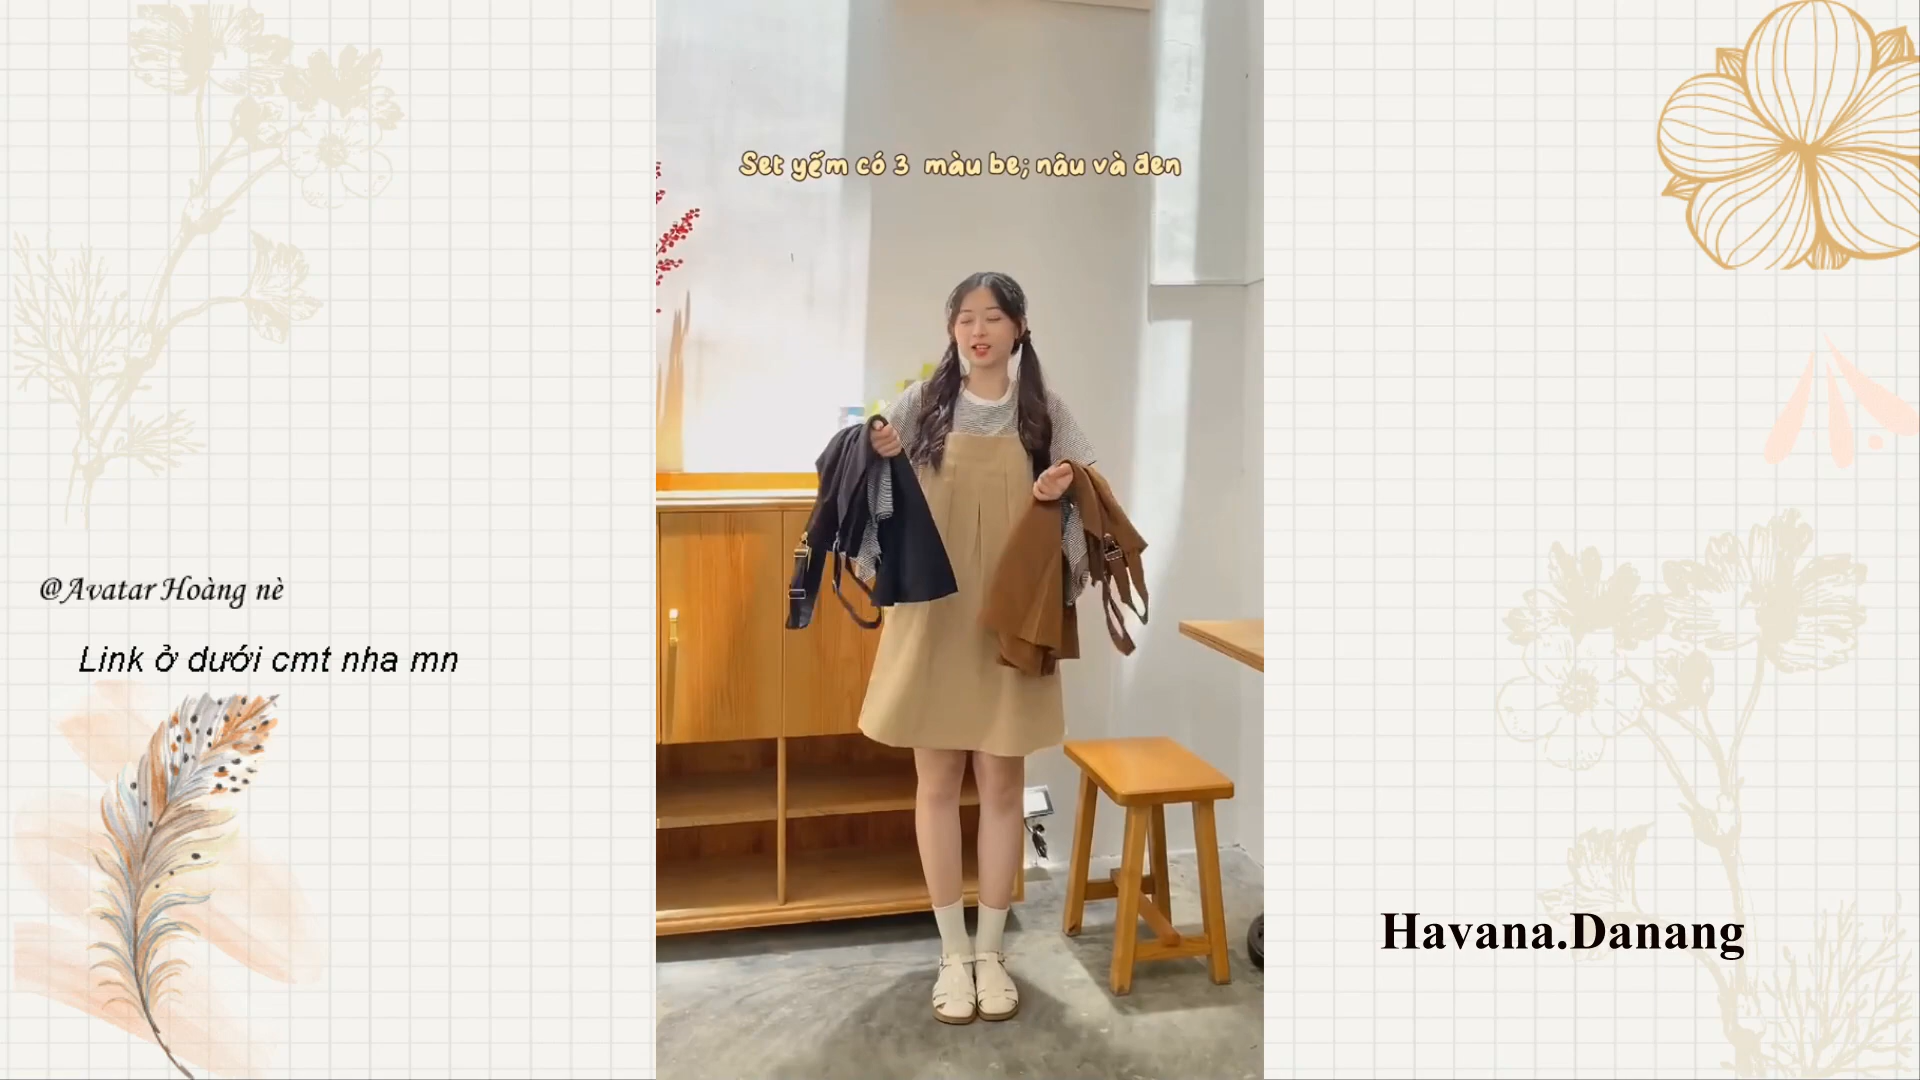 Set yếm có 3 màu be; nâu và đen
@Avatar Hoàng nè
Link ở dưới cmt nha mn
Havana.Danang